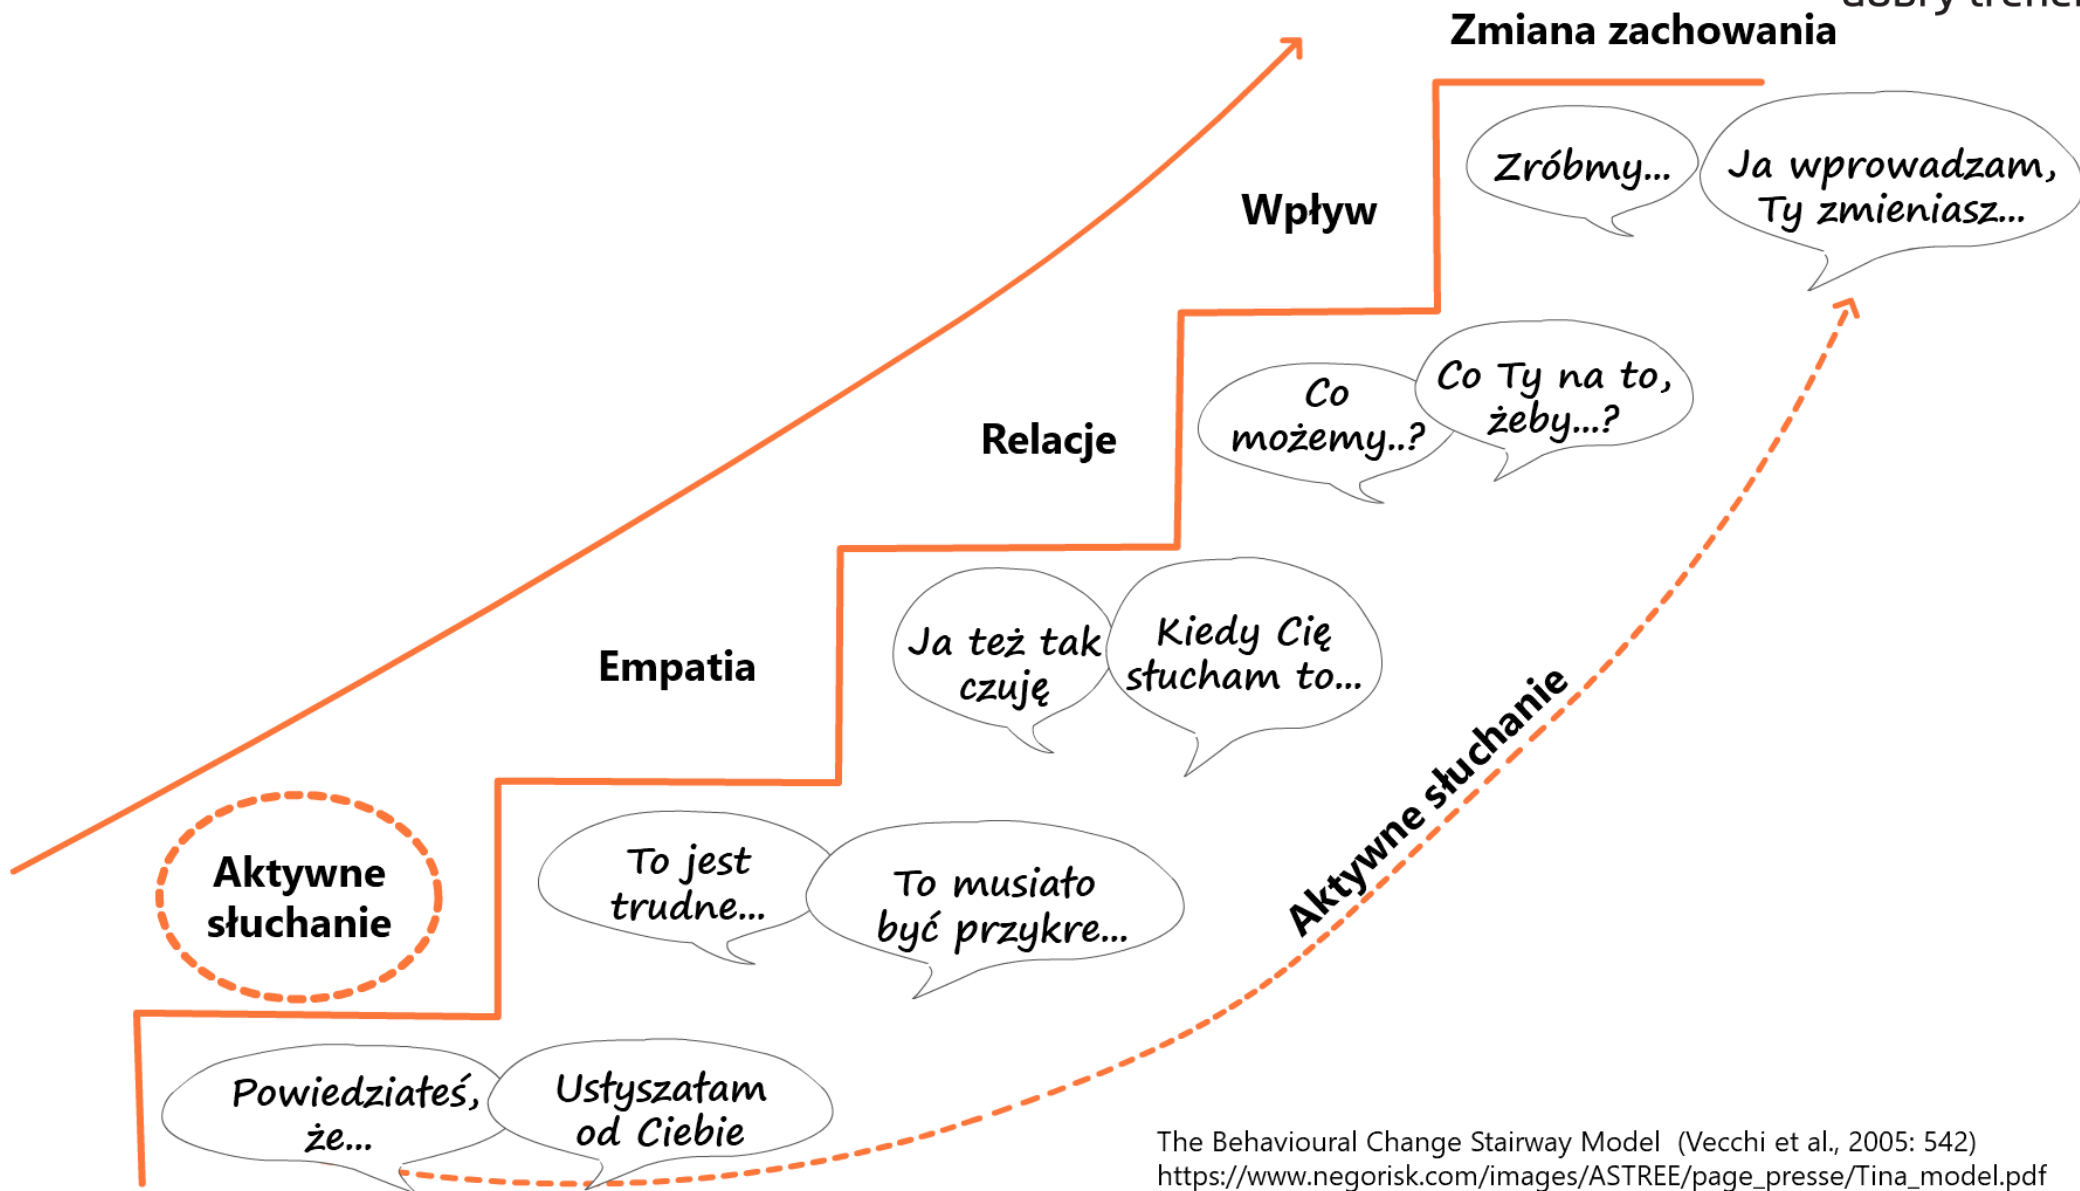 dobry trener
Zmiana zachowania
Zróbmy...
Ja wprowadzam,
Ty zmieniasz...
Wpływ
Co
możemy..?
Co Ty na to,
żeby...?
Relacje
Ja też tak
czuję
Kiedy Cię
słucham to...
Empatia
To jest
trudne...
To musiało
być przykre...
Aktywne
słuchanie
Powiedziałeś,
że...
Usłyszałam
od Ciebie
Aktywne słuchanie
The Behavioural Change Stairway Model (Vecchi et al., 2005: 542)
https://www.negorisk.com/images/ASTREE/page_presse/Tina_model.pdf